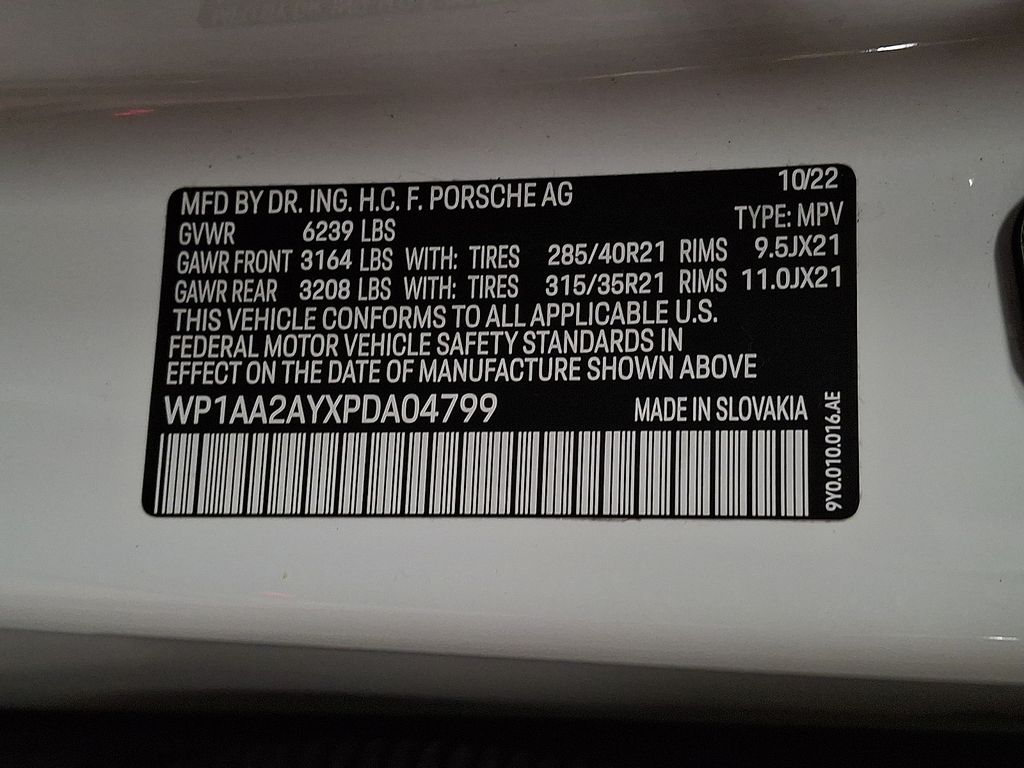 MFD BY DR. ING. H.C. F. PORSCHE AG 10/22
GVWR 6239 LBS TYPE: MPV
GAWR FRONT 3164 LBS WITH: TIRES 285/40R21 RIMS 9.5JX21
GAWR REAR 3208 LBS WITH: TIRES 315/35R21 RIMS 11.0JX21
THIS VEHICLE CONFORMS TO ALL APPLICABLE U.S.
FEDERAL MOTOR VEHICLE SAFETY STANDARDS IN
EFFECT ON THE DATE OF MANUFACTURE SHOWN ABOVE
WP1AA2AYXPDA04799 MADE IN SLOVAKIA
9Y0.010.016.AE